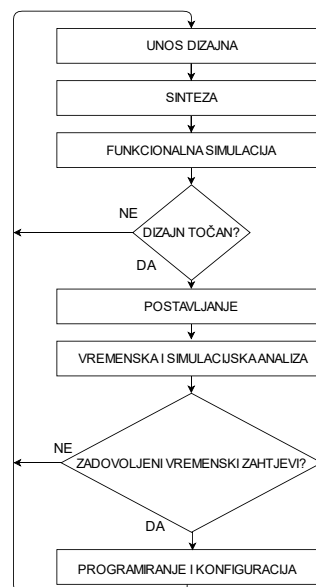 UNOS DIZAJNA
SINTEZA
FUNKCIONALNA SIMULACIJA
NE
DIZAJN TOČAN?
DA
POSTAVLJANJE
VREMENSKA I SIMULACIJSKA ANALIZA
NE
ZADOVOLJENI VREMENSKI ZAHTJEVI?
DA
PROGRAMIRANJE I KONFIGURACIJA